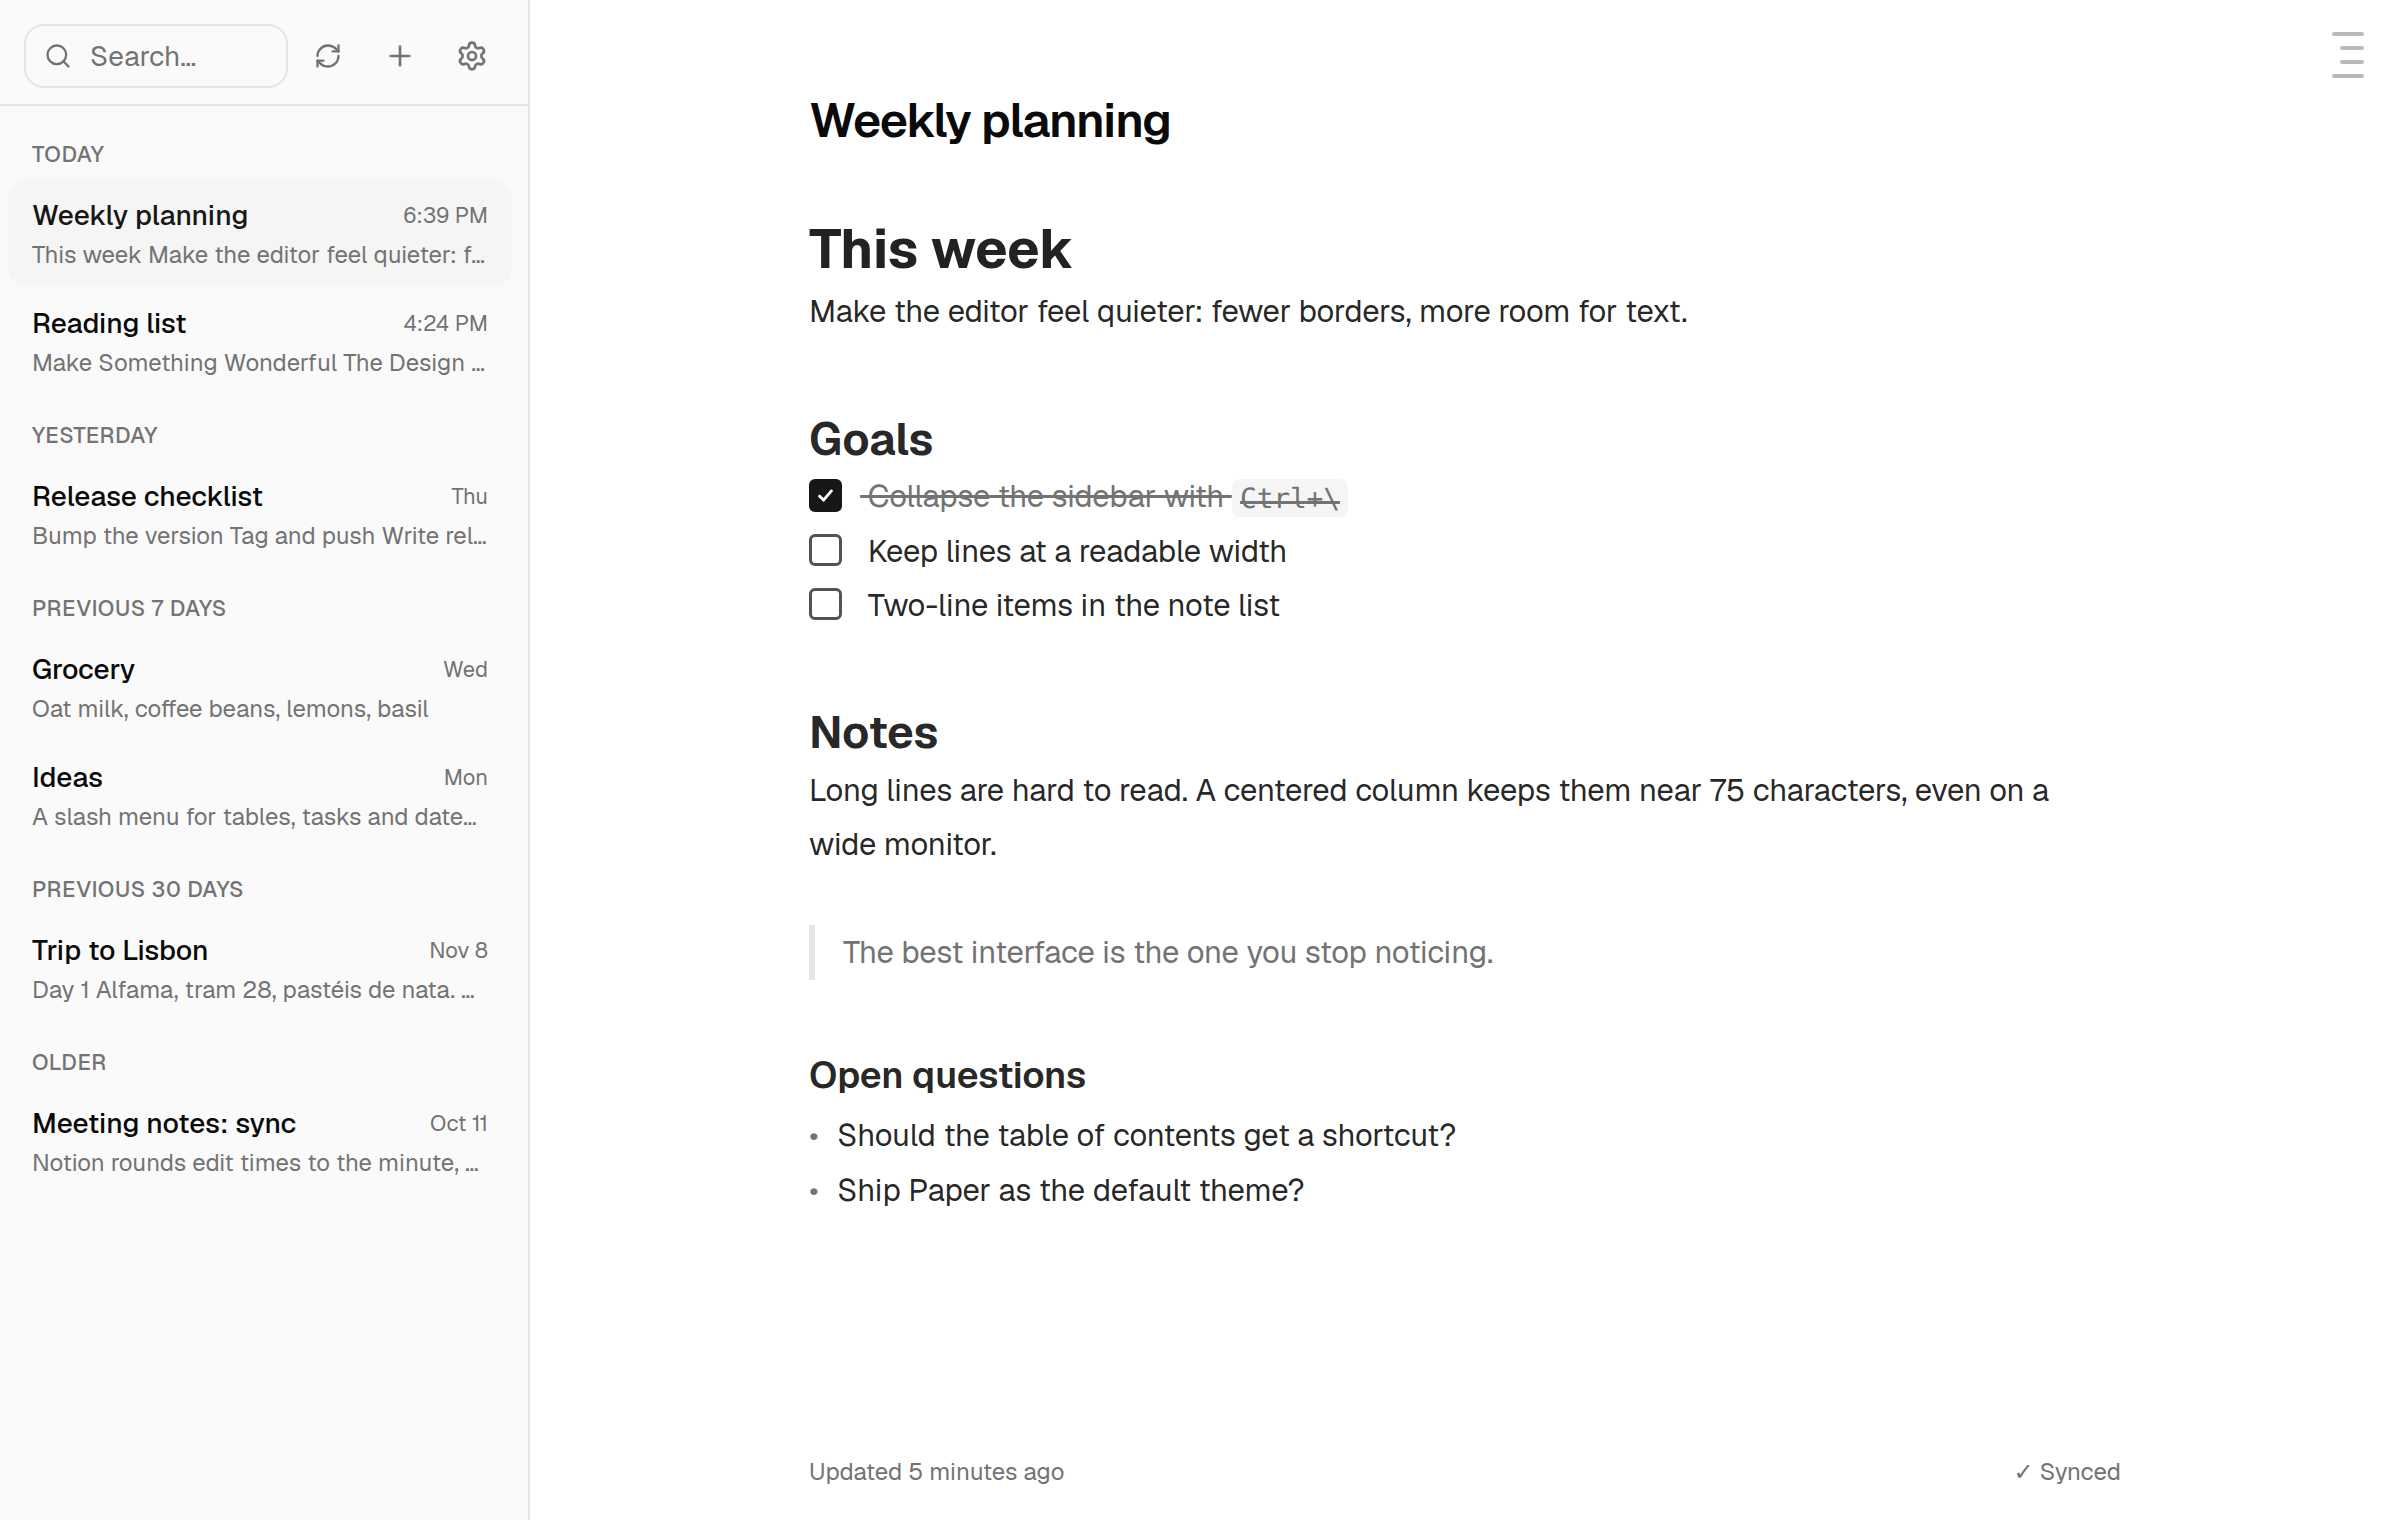 Search...
TODAY
Weekly planning 6:39 PM
This week Make the editor feel quieter: f...
Reading list 4:24 PM
Make Something Wonderful The Design ...
YESTERDAY
Release checklist Thu
Bump the version Tag and push Write rel...
PREVIOUS 7 DAYS
Grocery Wed
Oat milk, coffee beans, lemons, basil
Ideas Mon
A slash menu for tables, tasks and date...
PREVIOUS 30 DAYS
Trip to Lisbon Nov 8
Day 1 Alfama, tram 28, pastéis de nata. ...
OLDER
Meeting notes: sync Oct 11
Notion rounds edit times to the minute, ...
Weekly planning
This week
Make the editor feel quieter: fewer borders, more room for text.
Goals
Collapse the sidebar with Ctrl+\
Keep lines at a readable width
Two-line items in the note list
Notes
Long lines are hard to read. A centered column keeps them near 75 characters, even on a
wide monitor.
The best interface is the one you stop noticing.
Open questions
• Should the table of contents get a shortcut?
• Ship Paper as the default theme?
Updated 5 minutes ago
✓ Synced